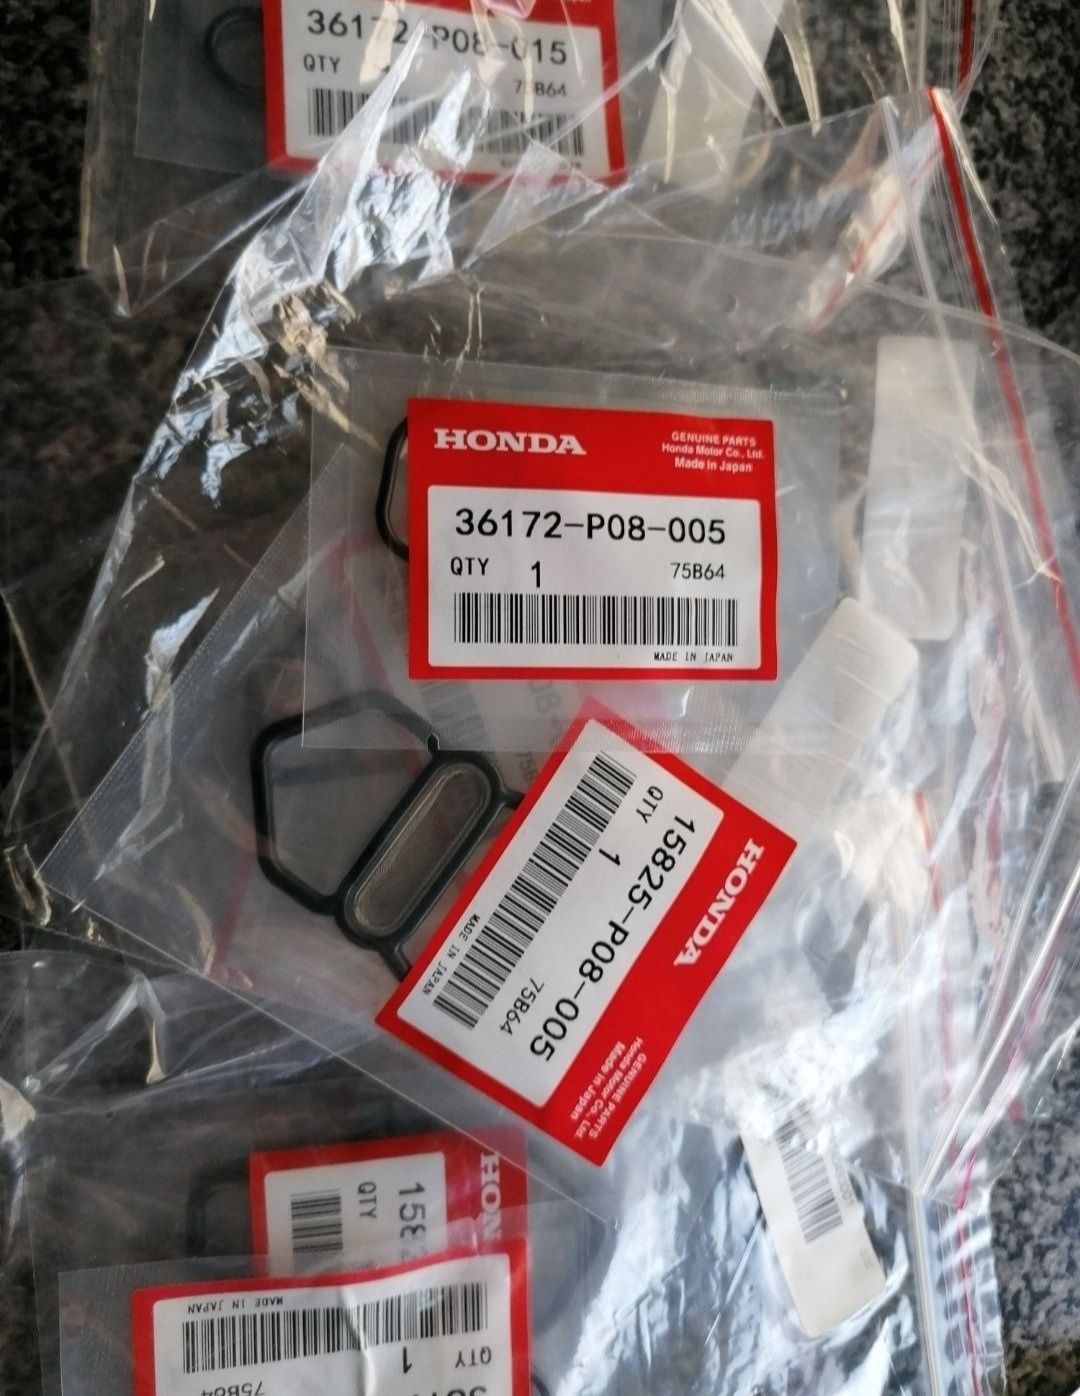 36172-P08-015
QTY
75B64
HONDA
GENUINE PARTS
Honda Motor Co., Ltd.
Made in Japan
36172-P08-005
QTY 1 75B64
MADE IN JAPAN
HONDA
GENUINE PARTS
Honda Motor Co., Ltd.
Made in Japan
15825-P08-005
QTY 1 75B64
MADE IN JAPAN
HON
158
QTY
MADE IN JAPAN
QTY 1 75B64